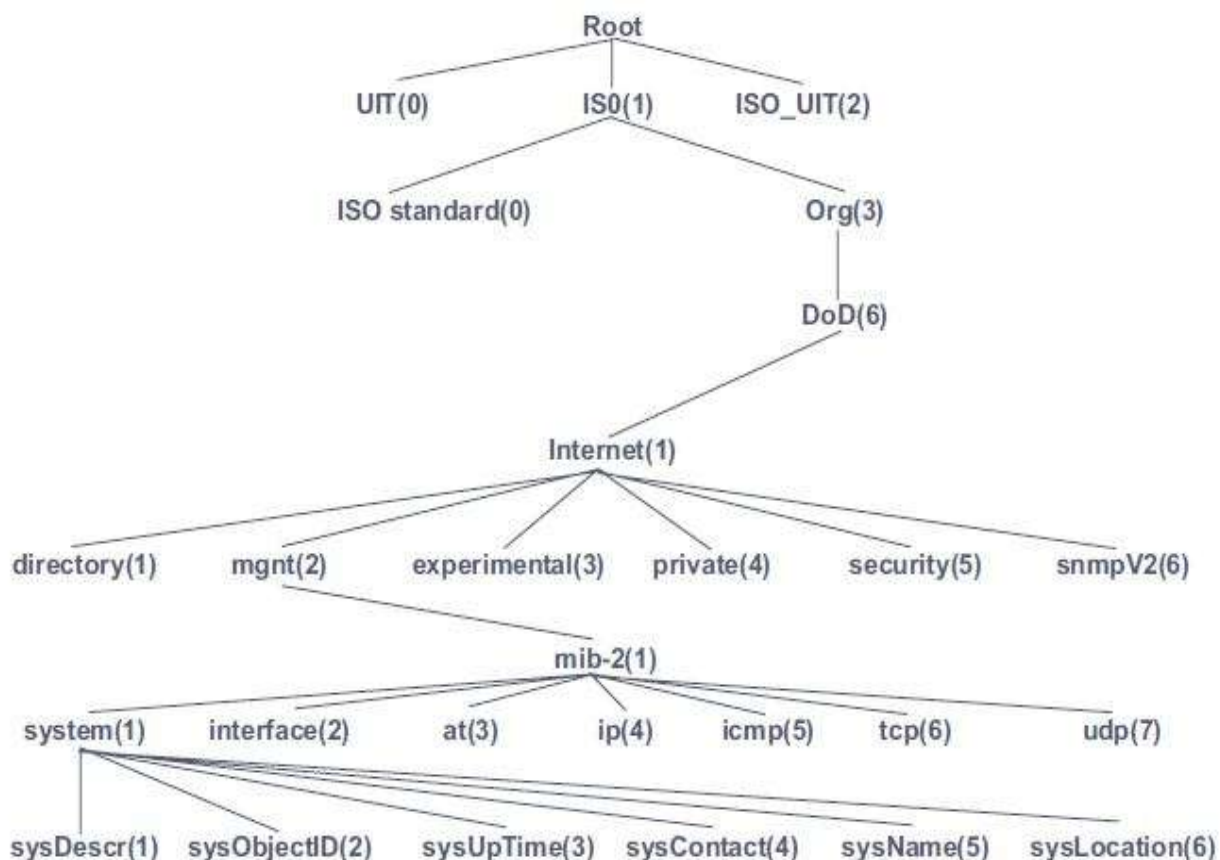 Root
UIT(0) IS0(1) ISO_UIT(2)
ISO standard(0) Org(3)
DoD(6)
Internet(1)
directory(1) mgnt(2) experimental(3) private(4) security(5) snmpV2(6)
mib-2(1)
system(1) interface(2) at(3) ip(4) icmp(5) tcp(6) udp(7)
sysDescr(1) sysObjectID(2) sysUpTime(3) sysContact(4) sysName(5) sysLocation(6)